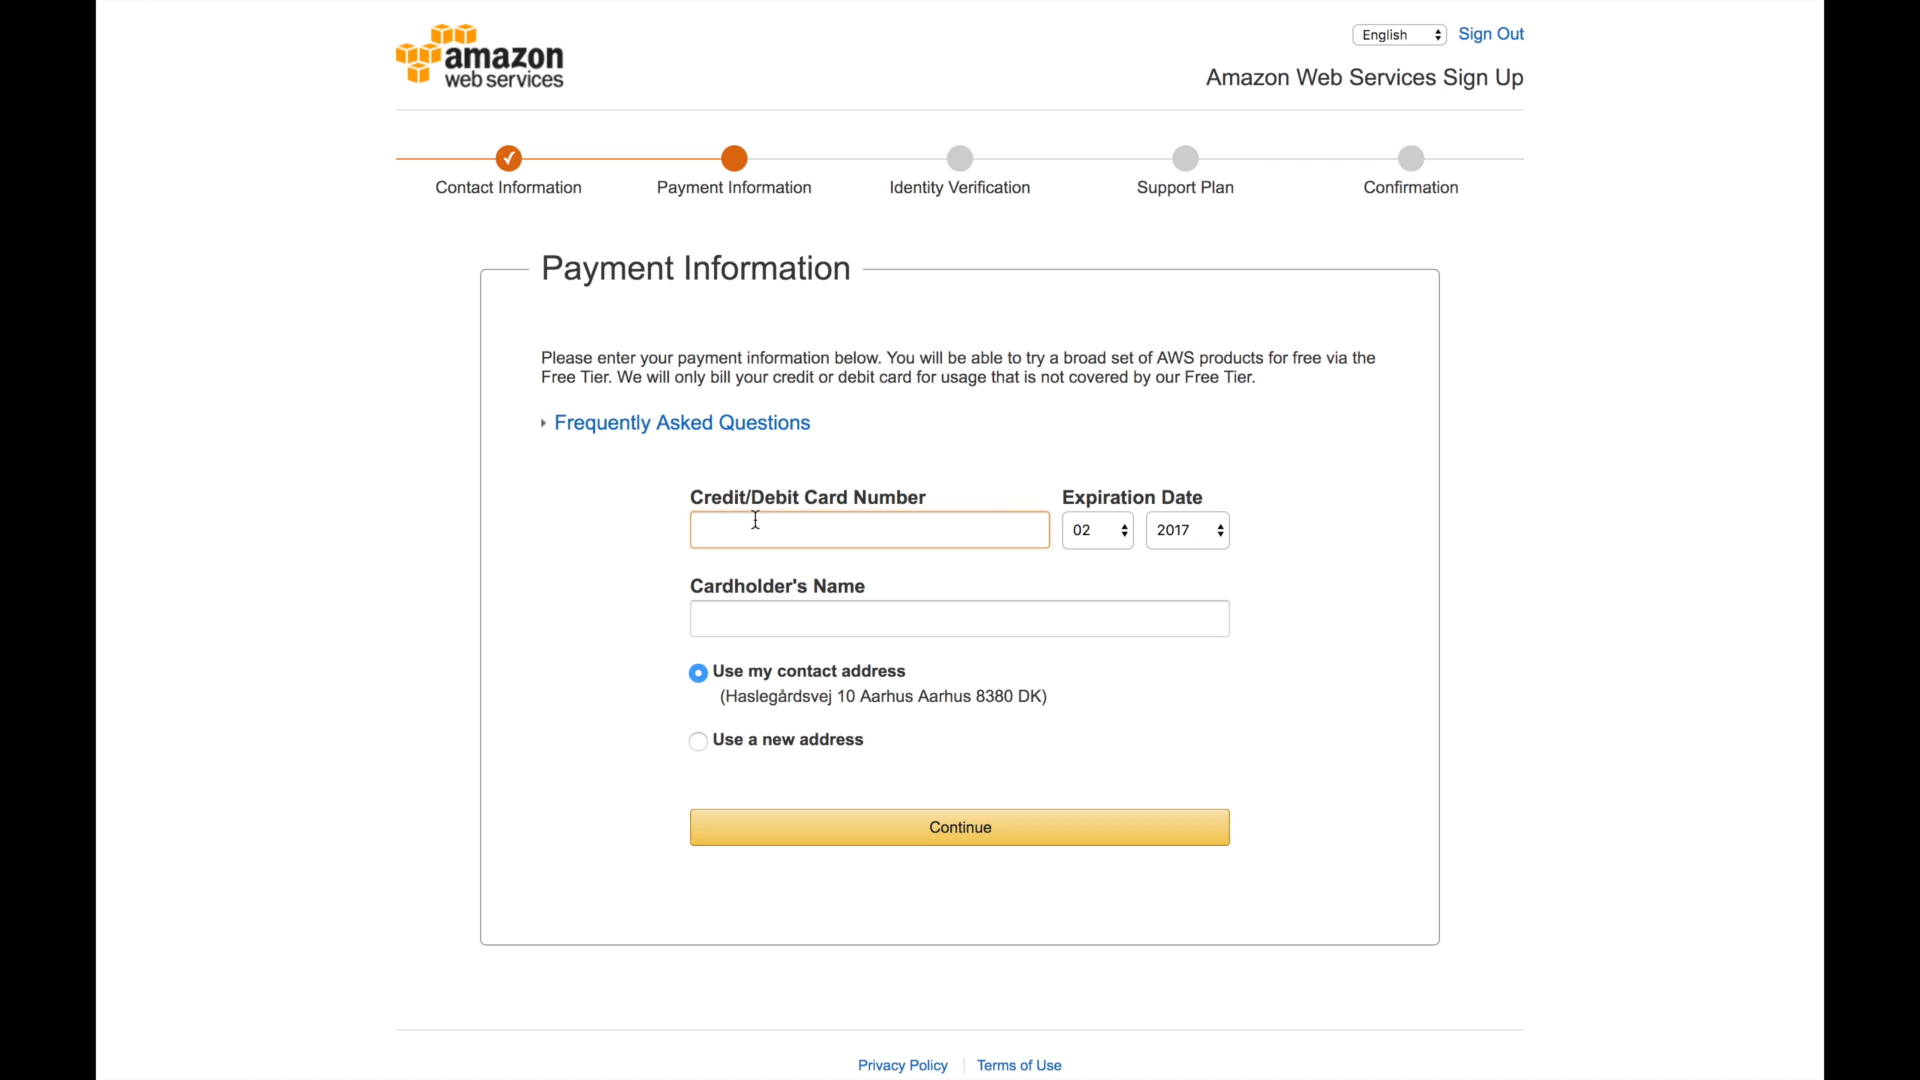 amazon
web services
English
Sign Out
Amazon Web Services Sign Up
Contact Information
Payment Information
Identity Verification
Support Plan
Confirmation
Payment Information
Please enter your payment information below. You will be able to try a broad set of AWS products for free via the
Free Tier. We will only bill your credit or debit card for usage that is not covered by our Free Tier.
Frequently Asked Questions
Credit/Debit Card Number
Expiration Date
02
2017
Cardholder's Name
Use my contact address
(Haslegårdsvej 10 Aarhus Aarhus 8380 DK)
Use a new address
Continue
Privacy Policy
Terms of Use